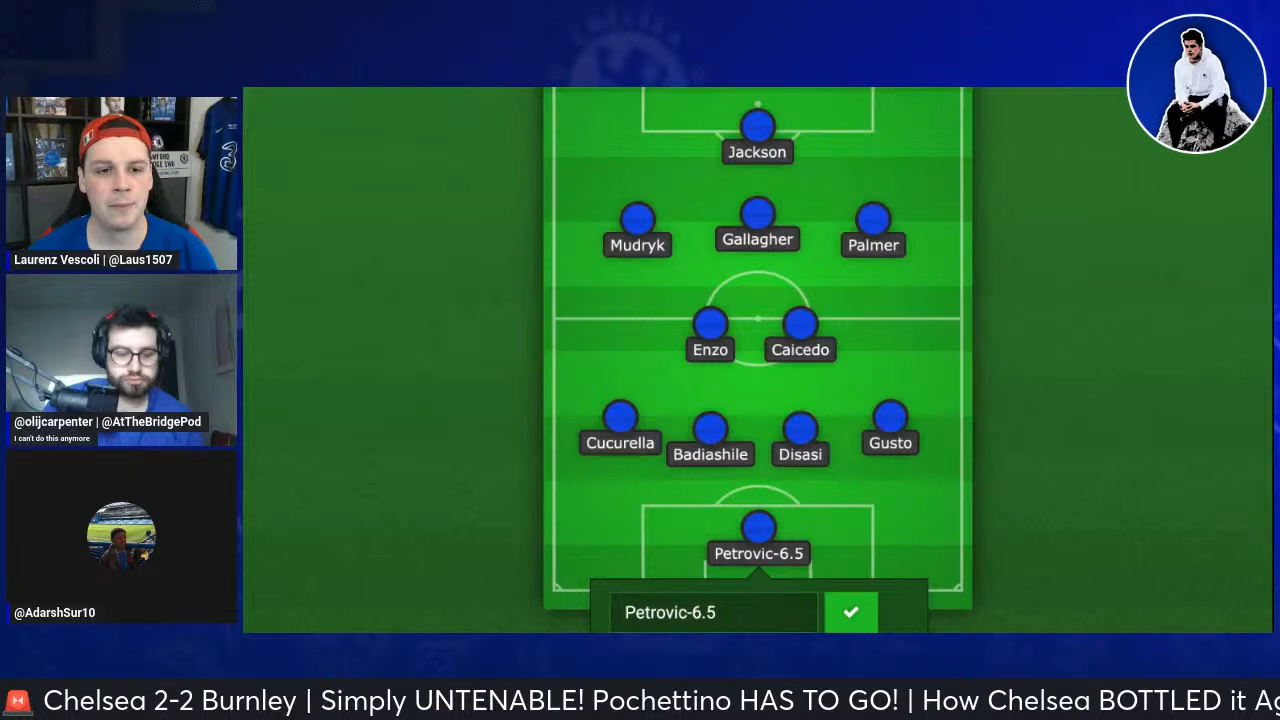 Jackson
Mudryk
Gallagher
Palmer
Enzo
Caicedo
Cucurella
Badiashile
Disasi
Gusto
Petrovic-6.5
Petrovic-6.5
Laurenz Vescoli | @Laus1507
@olijcarpenter | @AtTheBridgePod
I can't do this anymore
@AdarshSur10
Chelsea 2-2 Burnley | Simply UNTENABLE! Pochettino HAS TO GO! | How Chelsea BOTTLED it Ag